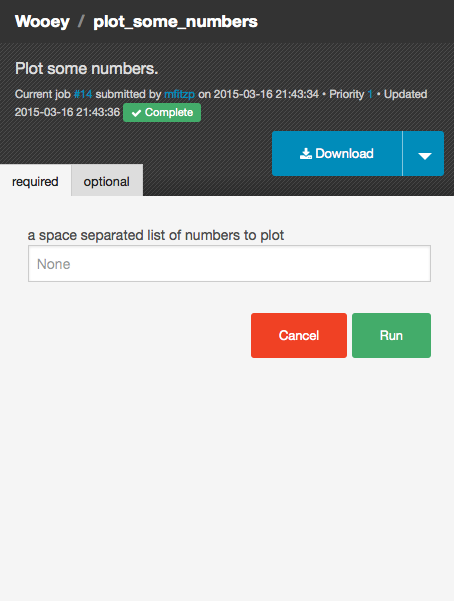 Wooey / plot_some_numbers
Plot some numbers.
Current job #14 submitted by mfitzp on 2015-03-16 21:43:34 • Priority 1 • Updated
2015-03-16 21:43:36 Complete
Download
required optional
a space separated list of numbers to plot
None
Cancel Run